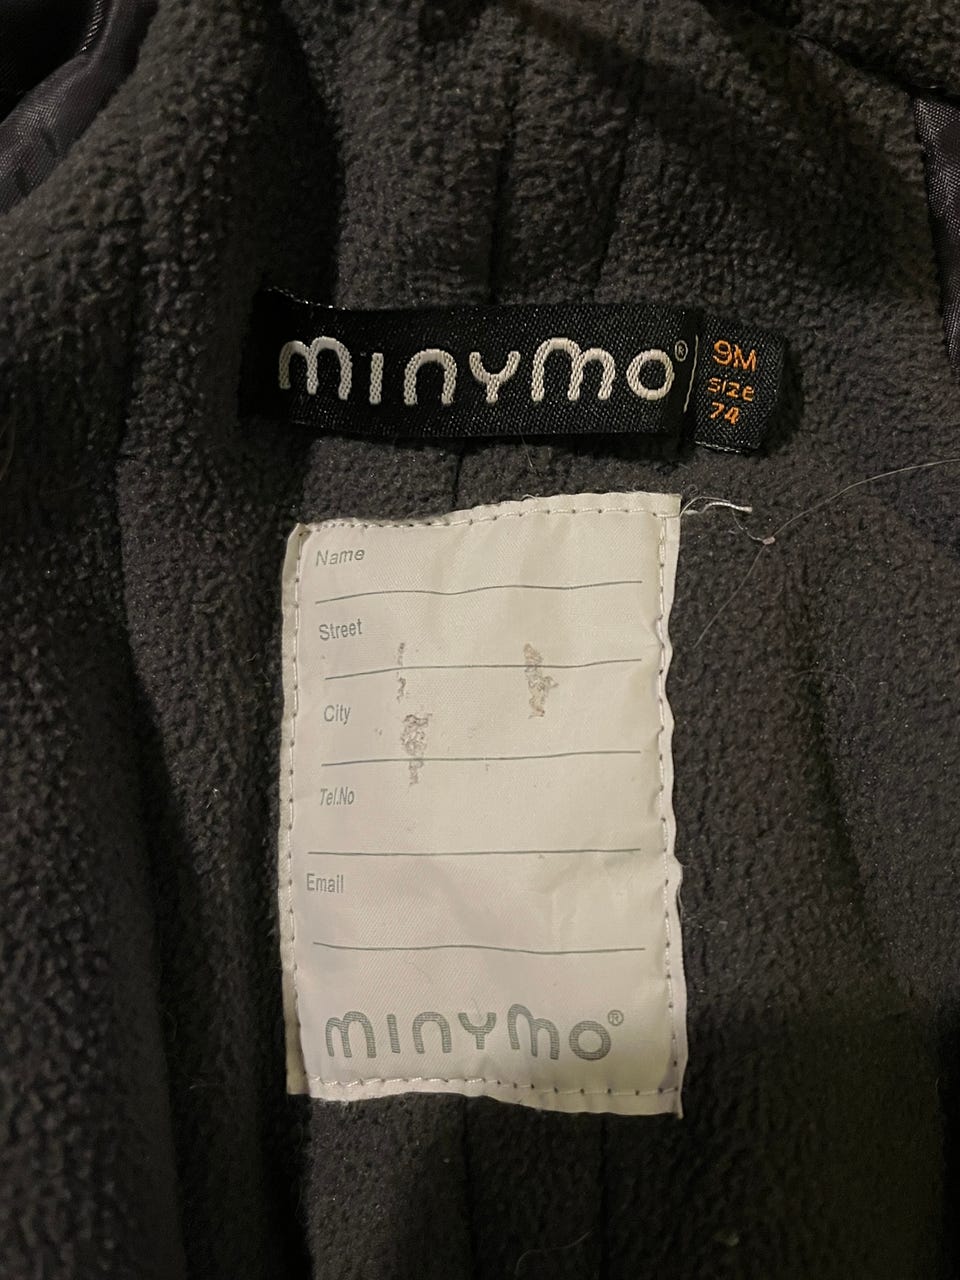 minymo®
9M
SIZE
74
Name
Street
City
Tel.No
Email
minymo®